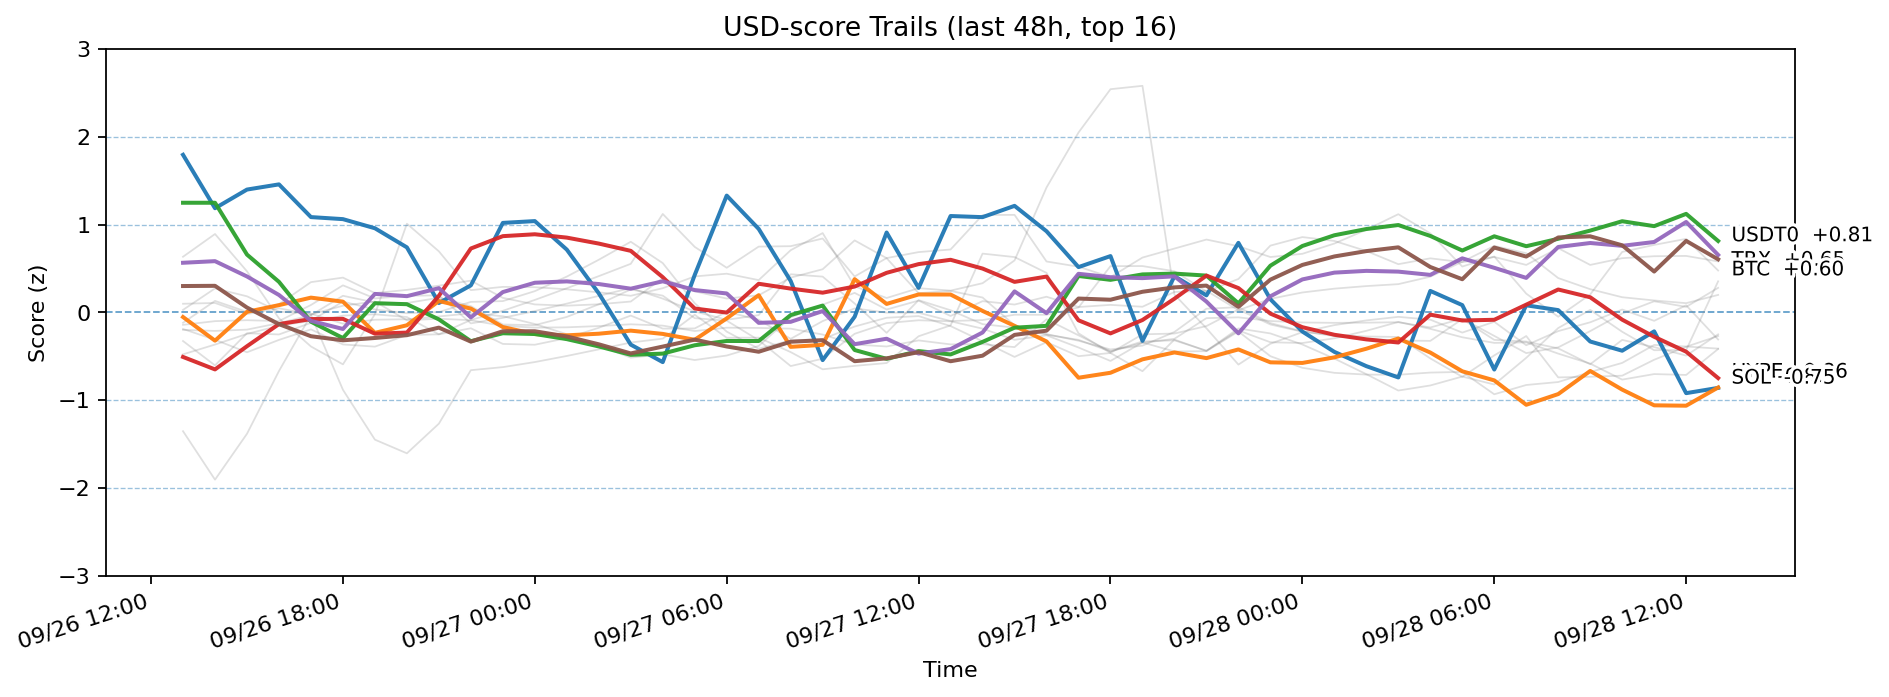 USD-score Trails (last 48h, top 16)
3
2
1
0
−1
−2
−3
Score (z)
USDT0 +0.81
TRX +0.65
BTC +0.60
SOL -0.75
09/26 12:00
09/26 18:00
09/27 00:00
09/27 06:00
09/27 12:00
09/27 18:00
09/28 00:00
09/28 06:00
09/28 12:00
Time